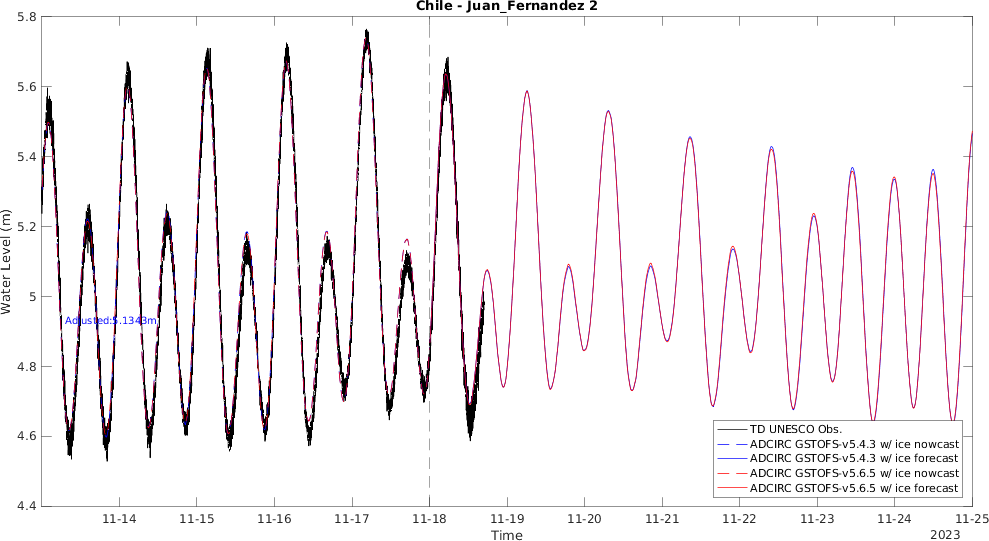 Chile - Juan_Fernandez 2
5.8
5.6
5.4
5.2
5
4.8
4.6
4.4
Water Level (m)
Adjusted:5.1343m
TD UNESCO Obs.
ADCIRC GSTOFS-v5.4.3 w/ ice nowcast
ADCIRC GSTOFS-v5.4.3 w/ ice forecast
ADCIRC GSTOFS-v5.6.5 w/ ice nowcast
ADCIRC GSTOFS-v5.6.5 w/ ice forecast
11-14 11-15 11-16 11-17 11-18 11-19 11-20 11-21 11-22 11-23 11-24 11-25
Time
2023